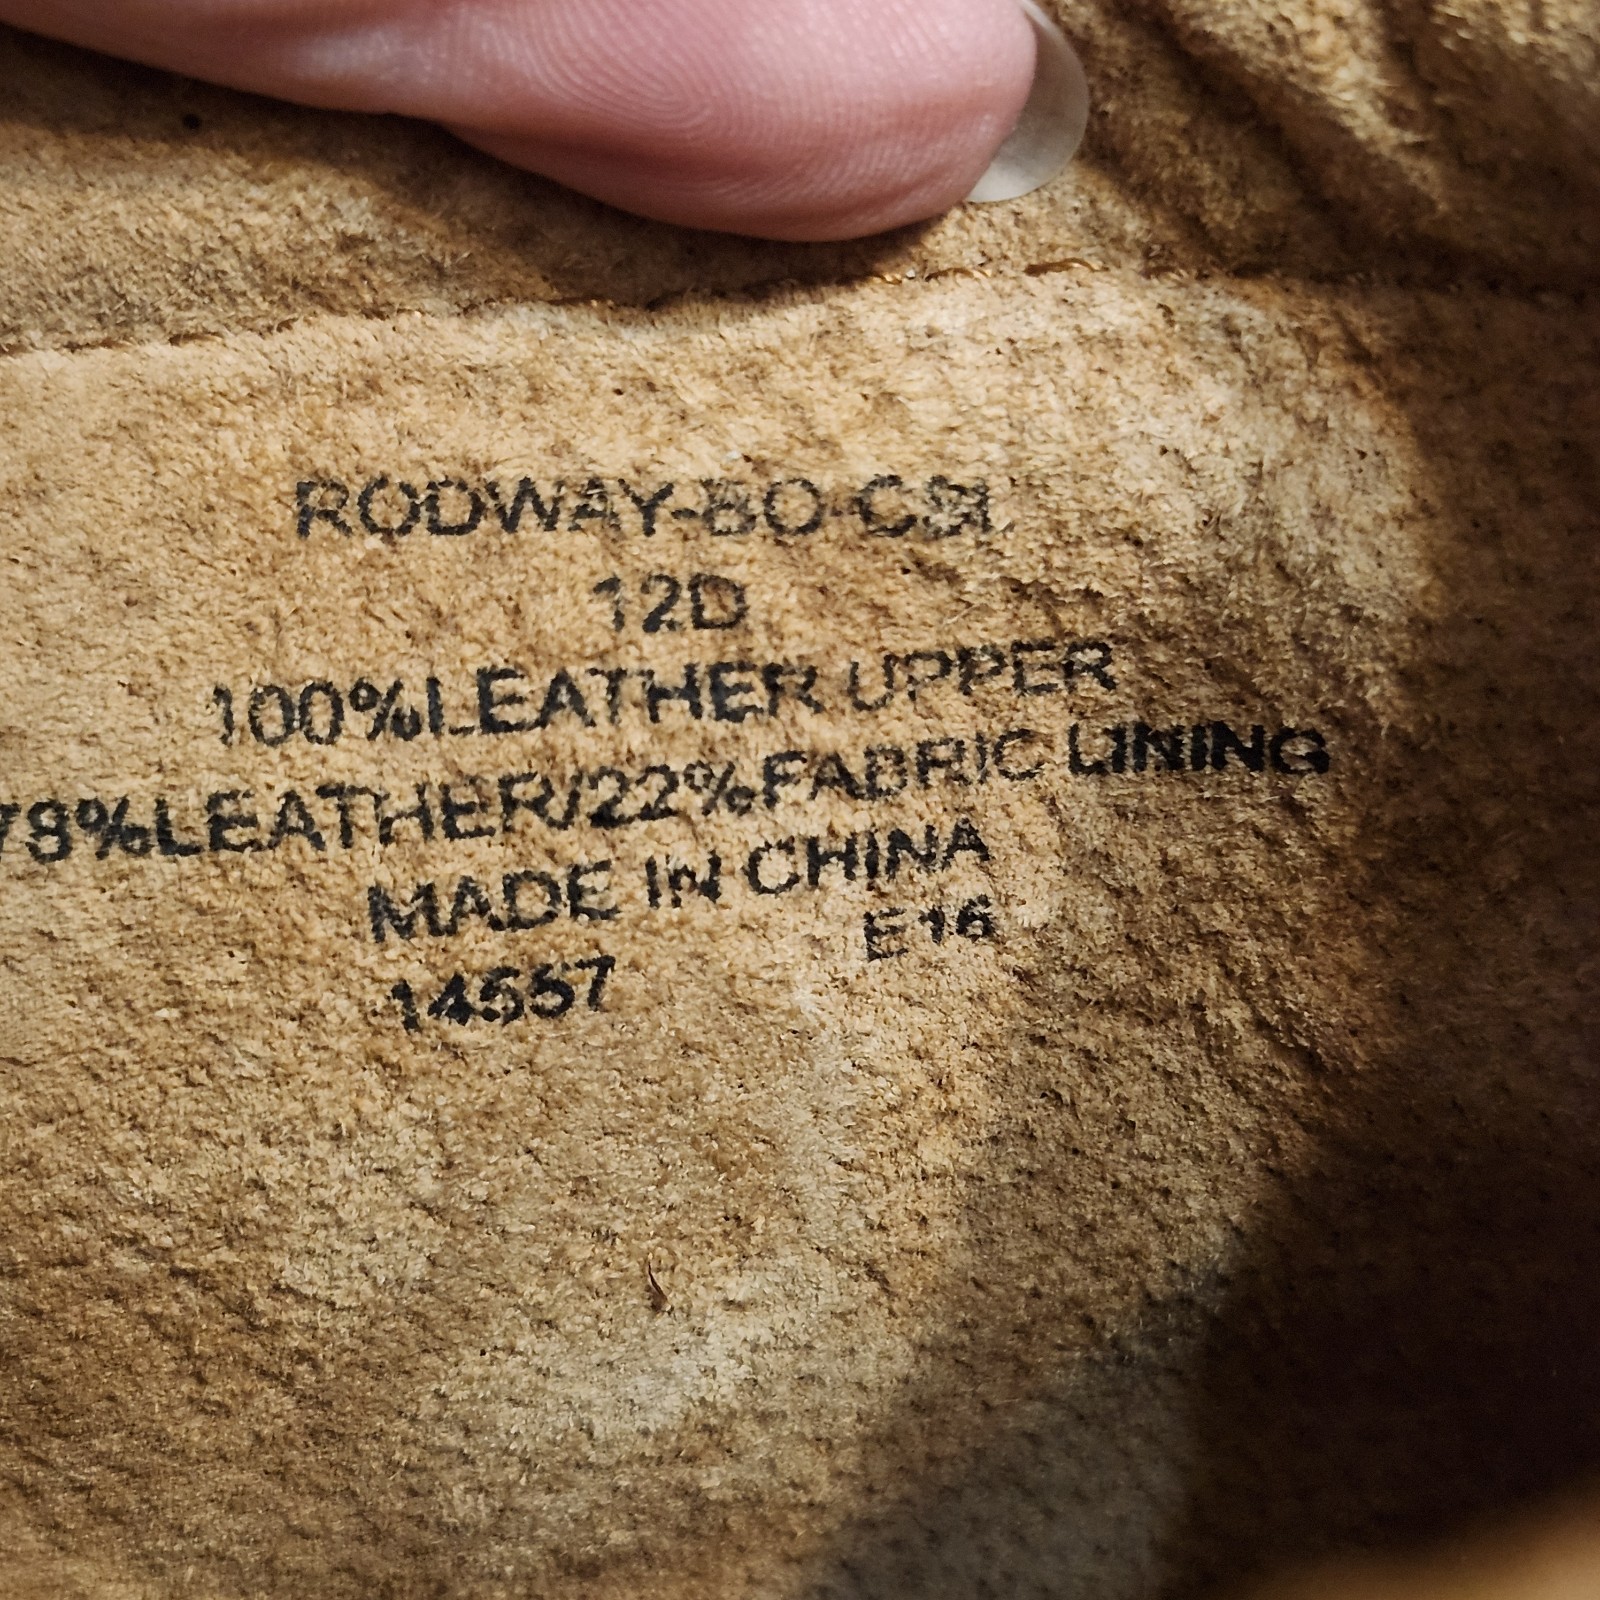 RODWAY-BO-CSI
12D
100%LEATHER UPPER
78%LEATHER/22%FABRIC LINING
MADE IN CHINA
E16
14557